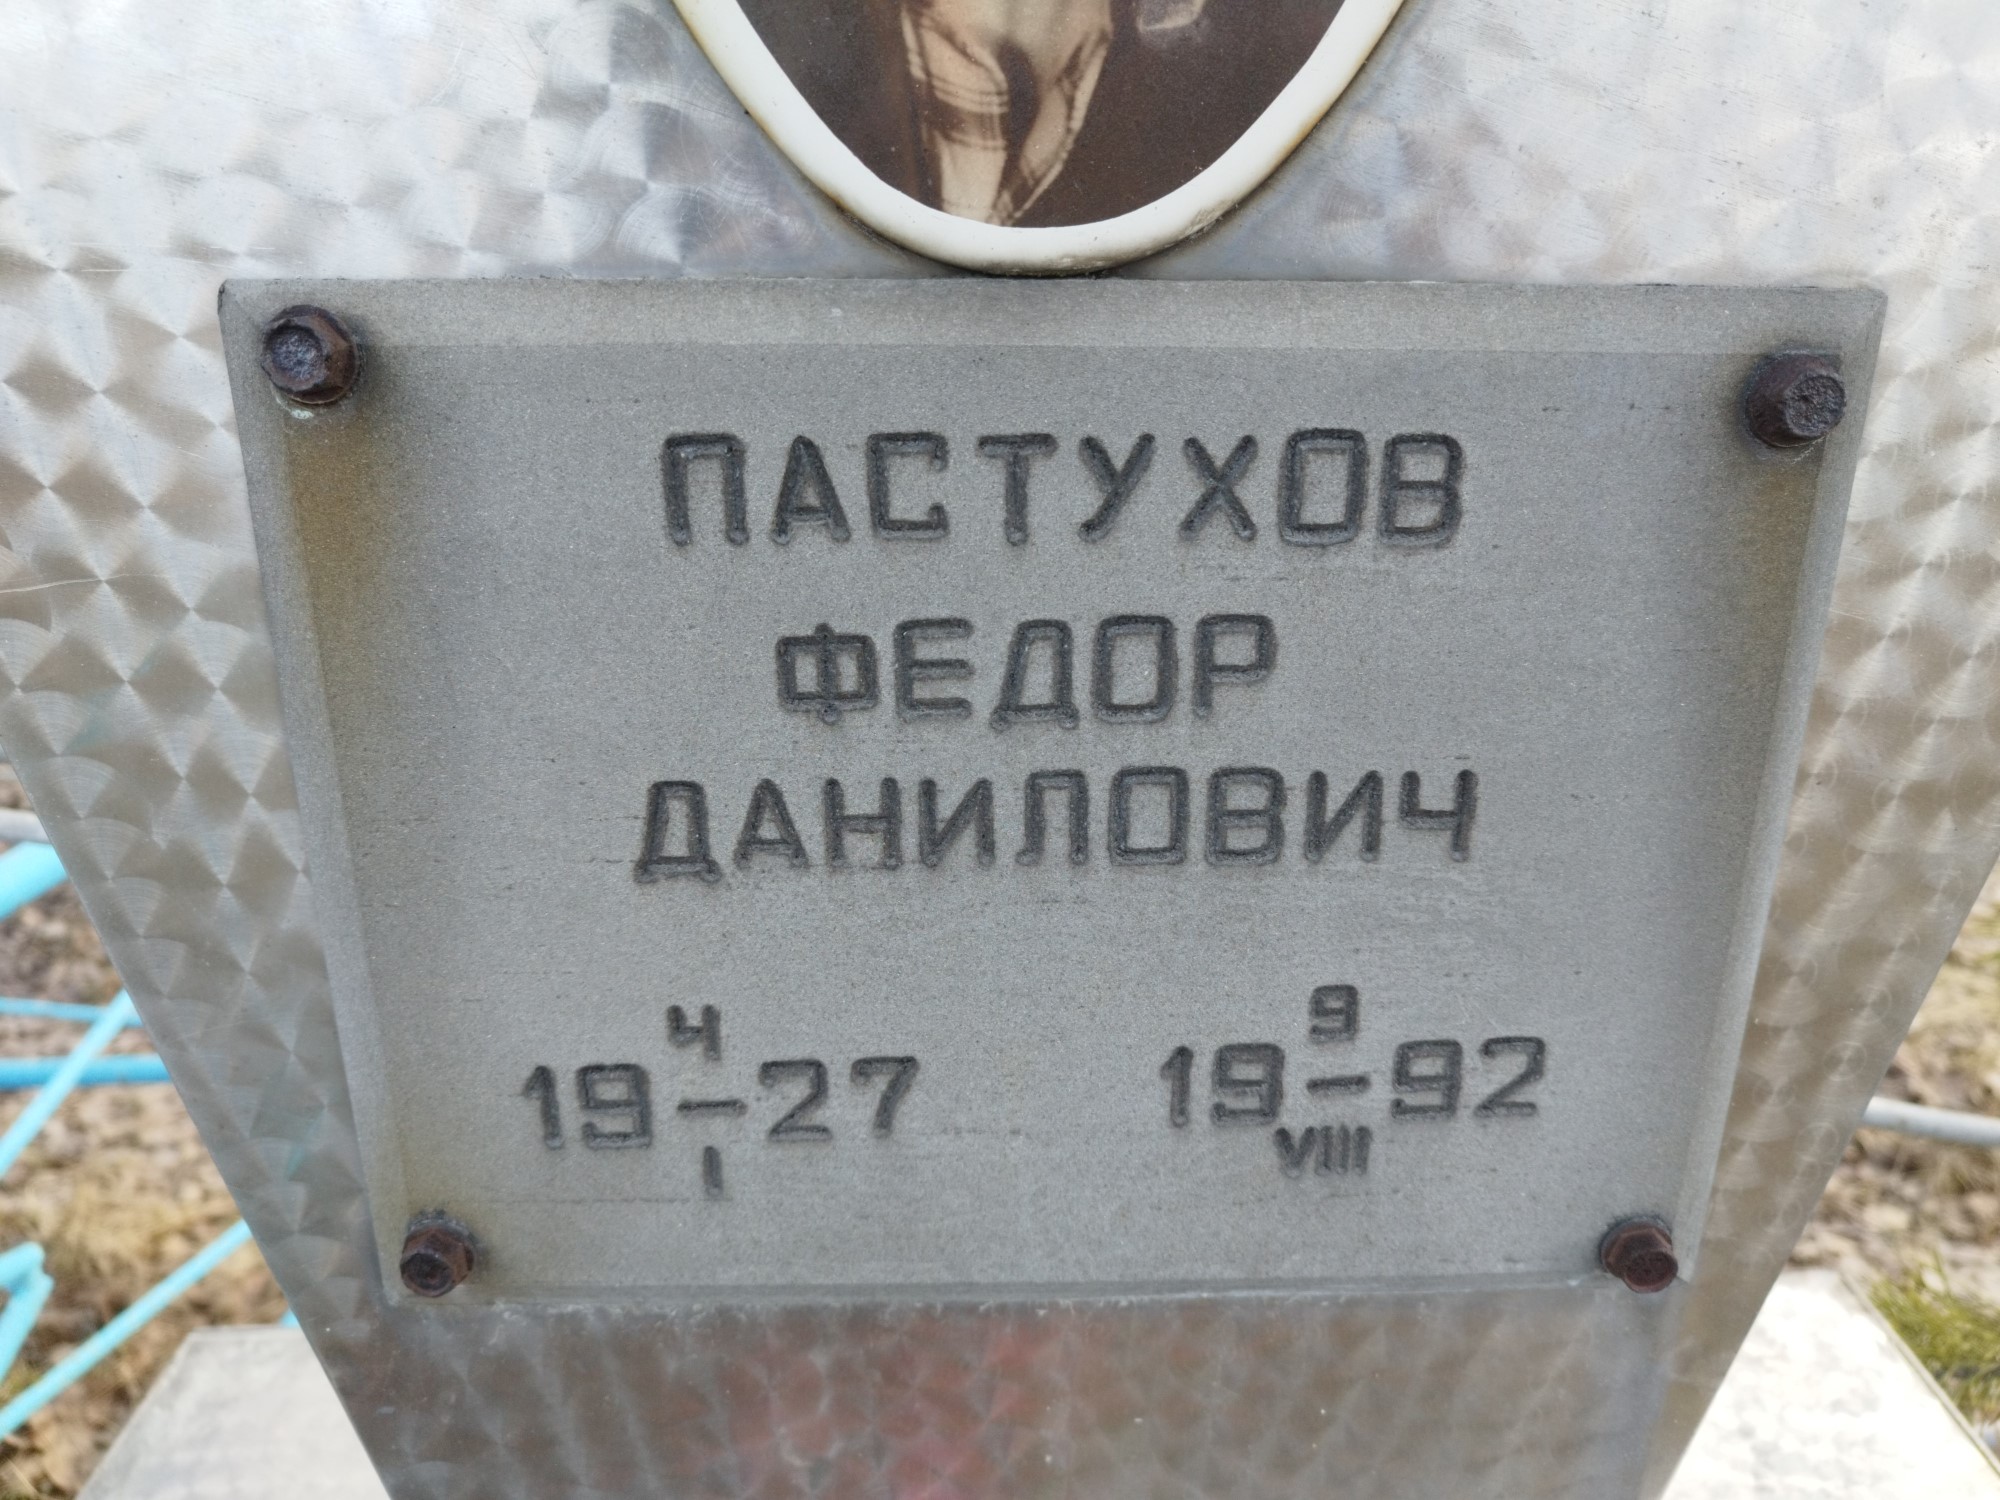 ПАСТУХОВ
ФЕДОР
ДАНИЛОВИЧ
19 4/I 27 19 9/VIII 92